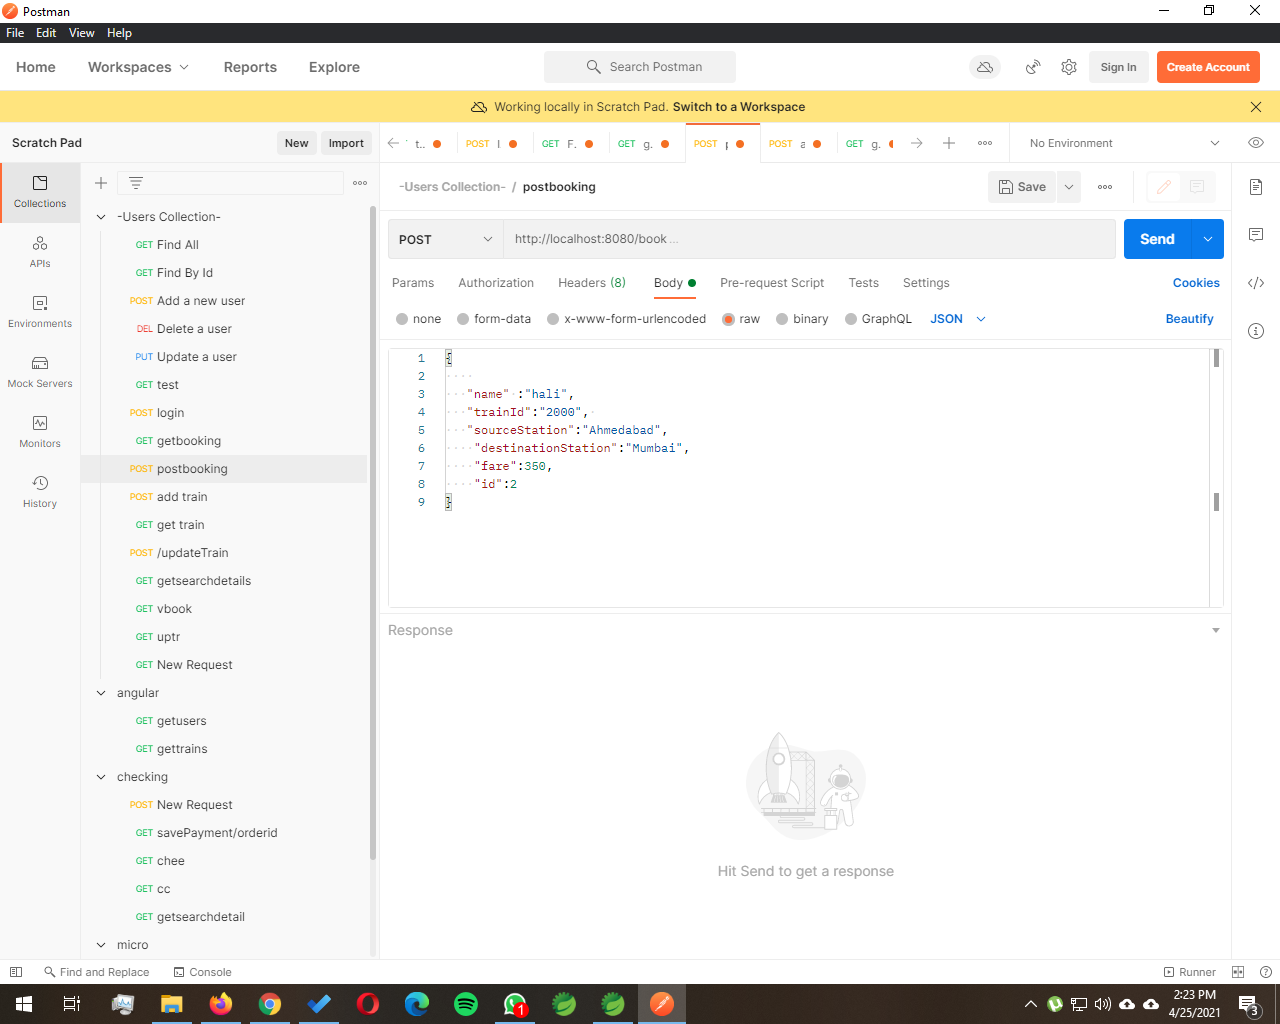 Postman
File Edit View Help
Home Workspaces Reports Explore Search Postman Sign In Create Account
Working locally in Scratch Pad. Switch to a Workspace
Scratch Pad New Import
t.. POST l GET F. GET g. POST p POST a GET g. No Environment
Collections
APIs
Environments
Mock Servers
Monitors
History
-Users Collection-
GET Find All
GET Find By Id
POST Add a new user
DEL Delete a user
PUT Update a user
GET test
POST login
GET getbooking
POST postbooking
POST add train
GET get train
POST /updateTrain
GET getsearchdetails
GET vbook
GET uptr
GET New Request
angular
GET getusers
GET gettrains
checking
POST New Request
GET savePayment/orderid
GET chee
GET cc
GET getsearchdetail
micro
-Users Collection- / postbooking Save
POST http://localhost:8080/book ... Send
Params Authorization Headers (8) Body Pre-request Script Tests Settings Cookies
none form-data x-www-form-urlencoded raw binary GraphQL JSON Beautify
1 {
2
3 "name" :"hali",
4 "trainId":"2000",
5 "sourceStation":"Ahmedabad",
6 "destinationStation":"Mumbai",
7 "fare":350,
8 "id":2
9 }
Response
Hit Send to get a response
Find and Replace Console Runner
1
2:23 PM
4/25/2021
3